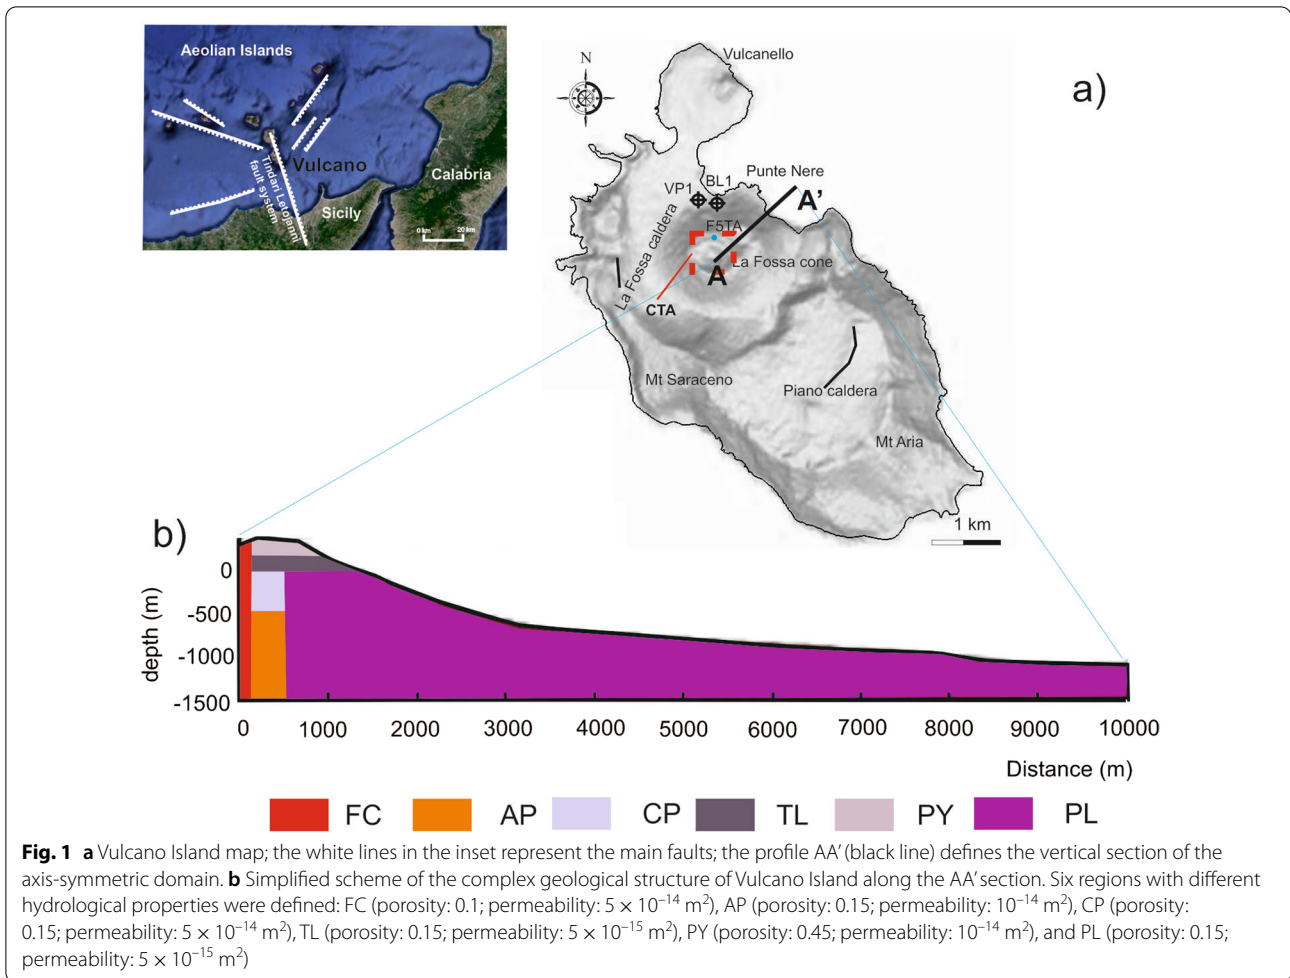 Aeolian Islands
Vulcano
Tindari Letojanni
fault system
Calabria
Sicily
0 km 20 km
N
Vulcanello
a)
Punte Nere
VP1
BL1
A'
F5TA
La Fossa caldera
La Fossa cone
A
CTA
Mt Saraceno
Piano caldera
Mt Aria
1 km
b)
depth (m)
0
-500
-1000
-1500
0 1000 2000 3000 4000 5000 6000 7000 8000 9000 10000
Distance (m)
FC AP CP TL PY PL
Fig. 1 a Vulcano Island map; the white lines in the inset represent the main faults; the profile AA’ (black line) defines the vertical section of the
axis-symmetric domain. b Simplified scheme of the complex geological structure of Vulcano Island along the AA’ section. Six regions with different
hydrological properties were defined: FC (porosity: 0.1; permeability: 5 × 10⁻¹⁴ m²), AP (porosity: 0.15; permeability: 10⁻¹⁴ m²), CP (porosity:
0.15; permeability: 5 × 10⁻¹⁴ m²), TL (porosity: 0.15; permeability: 5 × 10⁻¹⁵ m²), PY (porosity: 0.45; permeability: 10⁻¹⁴ m²), and PL (porosity: 0.15;
permeability: 5 × 10⁻¹⁵ m²)